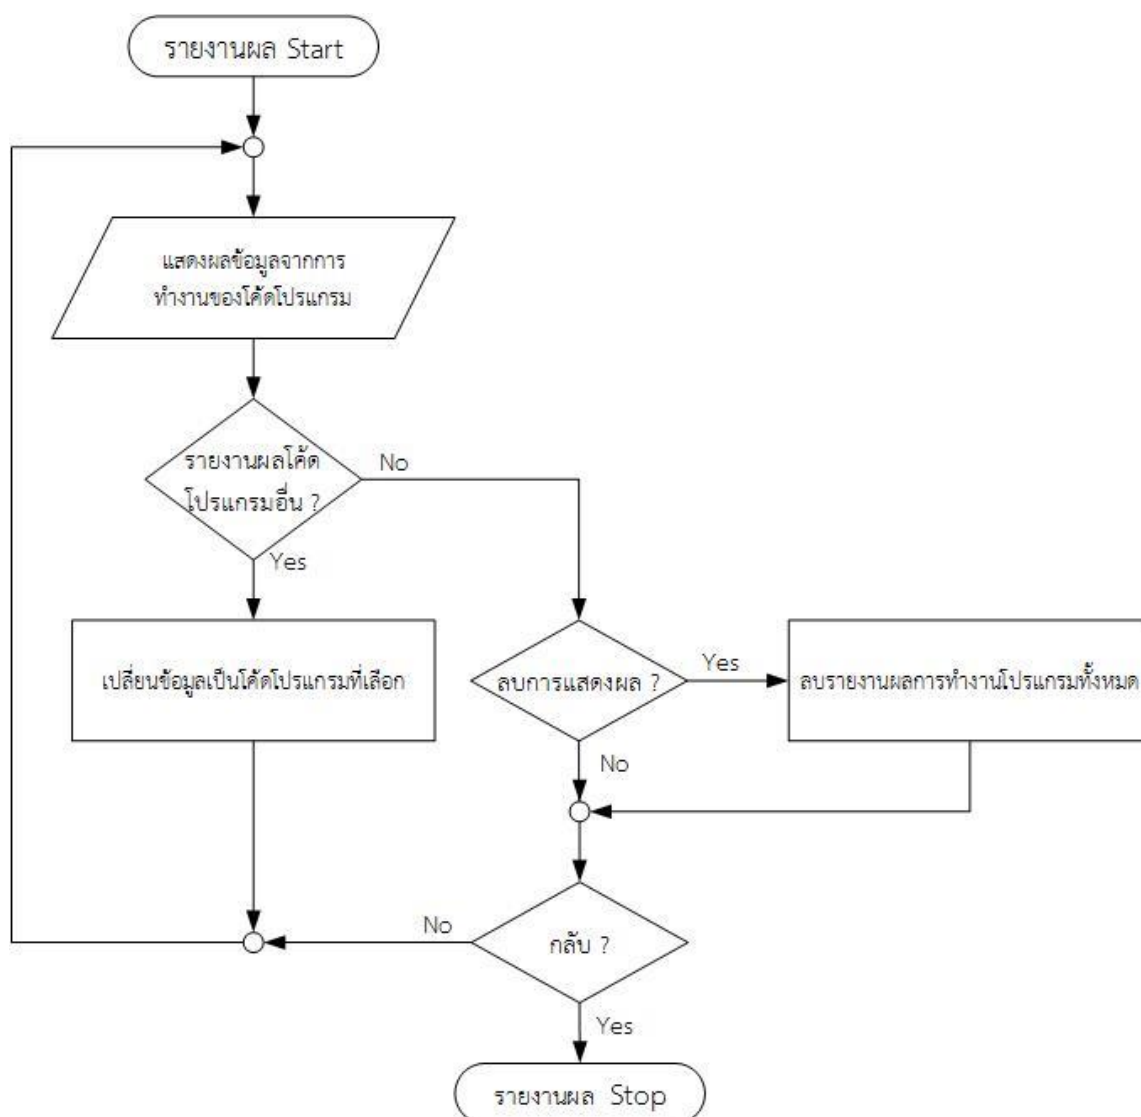 รายงานผล Start
แสดงผลข้อมูลจากการ
ทำงานของโค้ดโปรแกรม
รายงานผลโค้ด
โปรแกรมอื่น ?
No
Yes
เปลี่ยนข้อมูลเป็นโค้ดโปรแกรมที่เลือก
ลบการแสดงผล ?
Yes
ลบรายงานผลการทำงานโปรแกรมทั้งหมด
No
กลับ ?
No
Yes
รายงานผล Stop